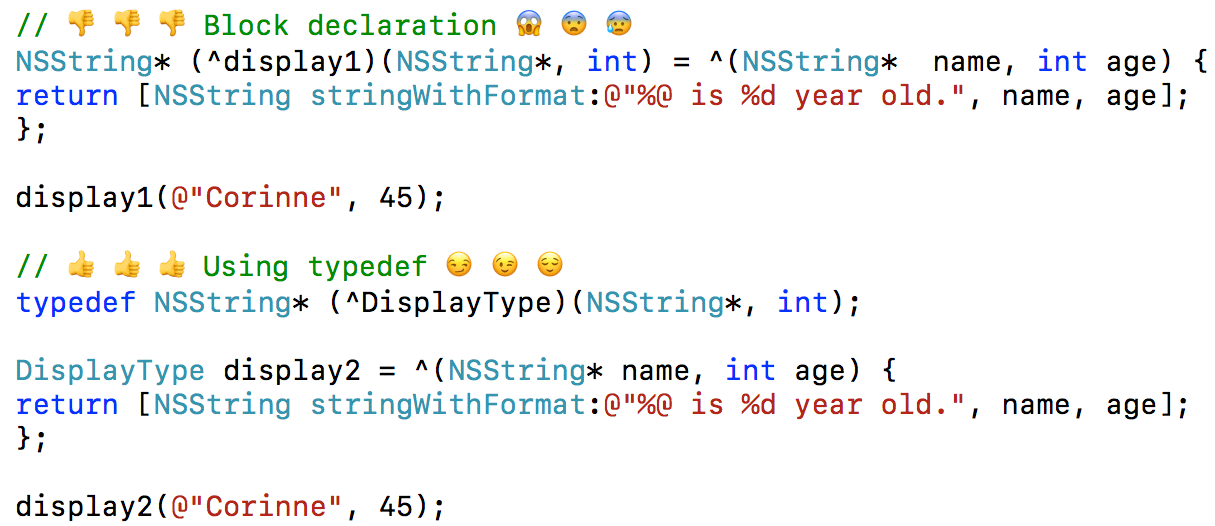 // 👎 👎 👎 Block declaration 😱 😨 😰
NSString* (^display1)(NSString*, int) = ^(NSString*  name, int age) {
return [NSString stringWithFormat:@"%@ is %d year old.", name, age];
};
display1(@"Corinne", 45);
// 👍 👍 👍 Using typedef 😏 😉 😌
typedef NSString* (^DisplayType)(NSString*, int);
DisplayType display2 = ^(NSString* name, int age) {
return [NSString stringWithFormat:@"%@ is %d year old.", name, age];
};
display2(@"Corinne", 45);